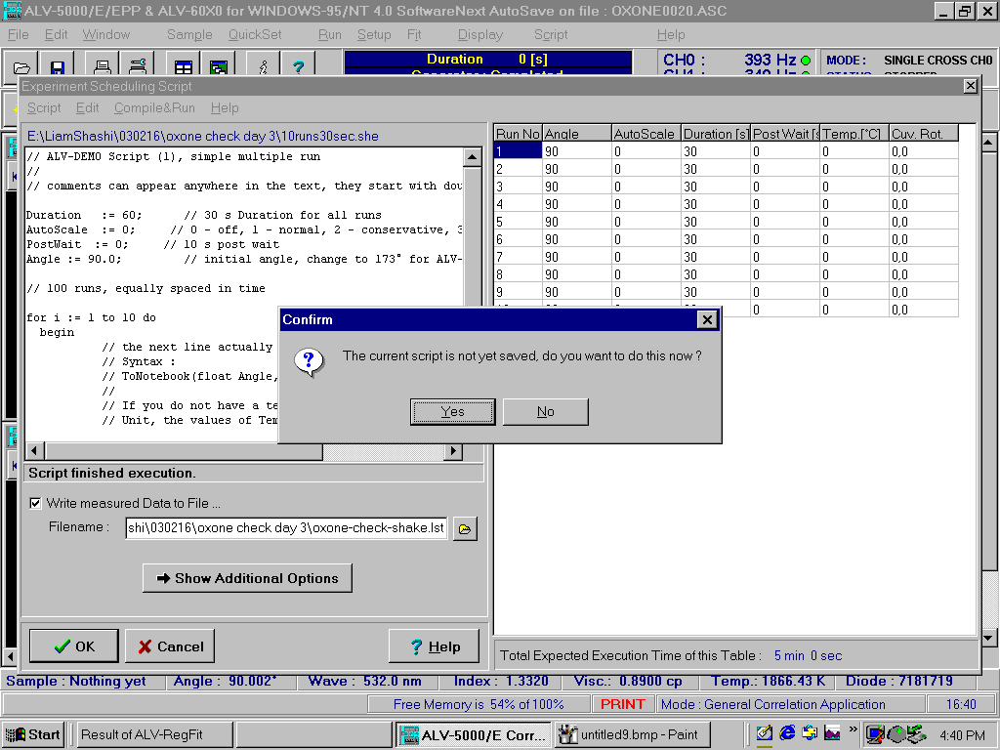 ALV-5000/E/EPP & ALV-60X0 for WINDOWS-95/NT 4.0 SoftwareNext AutoSave on file : OXONE0020.ASC
File Edit Window Sample QuickSet Run Setup Fit Display Script Help
Duration 0 [s]
CH0 : 393 Hz
MODE : SINGLE CROSS CH0
Experiment Scheduling Script
Script Edit Compile&Run Help
E:\LiamShashi\030216\oxone check day 3\10runs30sec.she
// ALV-DEMO Script (1), simple multiple run
//
// comments can appear anywhere in the text, they start with dou
Duration := 60; // 30 s Duration for all runs
AutoScale := 0; // 0 - off, 1 - normal, 2 - conservative, 3
PostWait := 0; // 10 s post wait
Angle := 90.0; // initial angle, change to 173° for ALV-
// 100 runs, equally spaced in time
for i := 1 to 10 do
begin
// the next line actually
// Syntax :
// ToNotebook(float Angle,
//
// If you do not have a te
// Unit, the values of Tem
Run No Angle AutoScale Duration [s] Post Wait [s Temp.[°C] Cuv. Rot.
1 90 0 30 0 0 0,0
2 90 0 30 0 0 0,0
3 90 0 30 0 0 0,0
4 90 0 30 0 0 0,0
5 90 0 30 0 0 0,0
6 90 0 30 0 0 0,0
7 90 0 30 0 0 0,0
8 90 0 30 0 0 0,0
9 90 0 30 0 0 0,0
0 0 0,0
Confirm
The current script is not yet saved, do you want to do this now ?
Yes No
Script finished execution.
Write measured Data to File ...
Filename : shi\030216\oxone check day 3\oxone-check-shake.lst
Show Additional Options
OK Cancel Help
Total Expected Execution Time of this Table : 5 min 0 sec
Sample : Nothing yet Angle : 90.002° Wave : 532.0 nm Index : 1.3320 Visc.: 0.8900 cp Temp.: 1866.43 K Diode : 7181719
Free Memory is 54% of 100% PRINT Mode : General Correlation Application 16:40
Start Result of ALV-RegFit ALV-5000/E Corr... untitled9.bmp - Paint 4:40 PM